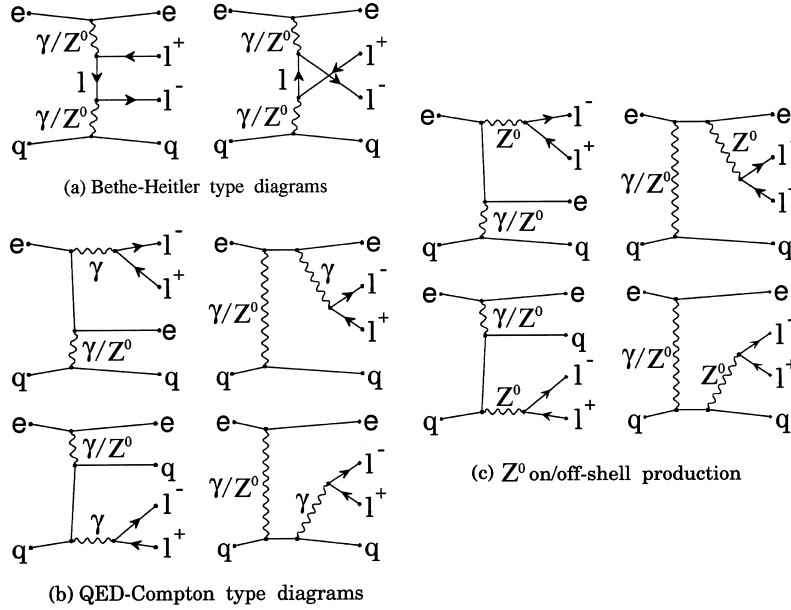 e e e e
γ/Z⁰ l⁺ γ/Z⁰ l⁺
l l
γ/Z⁰ l⁻ γ/Z⁰ l⁻
q q q q
(a) Bethe-Heitler type diagrams
e l⁻ e e
γ l⁺ γ l⁻
γ/Z⁰ l⁺
e
γ/Z⁰
q q q q
e e e e
γ/Z⁰ l⁻
q γ/Z⁰
γ l⁻ γ l⁺
l⁺
q q q
(b) QED-Compton type diagrams
e l⁻ e e
Z⁰ l⁺ Z⁰ l⁻
γ/Z⁰ l⁺
e
γ/Z⁰
q q q q
e e e e
γ/Z⁰ l⁻
q γ/Z⁰
l⁻ Z⁰ l⁺
Z⁰ l⁺
q q q
(c) Z⁰ on/off-shell production